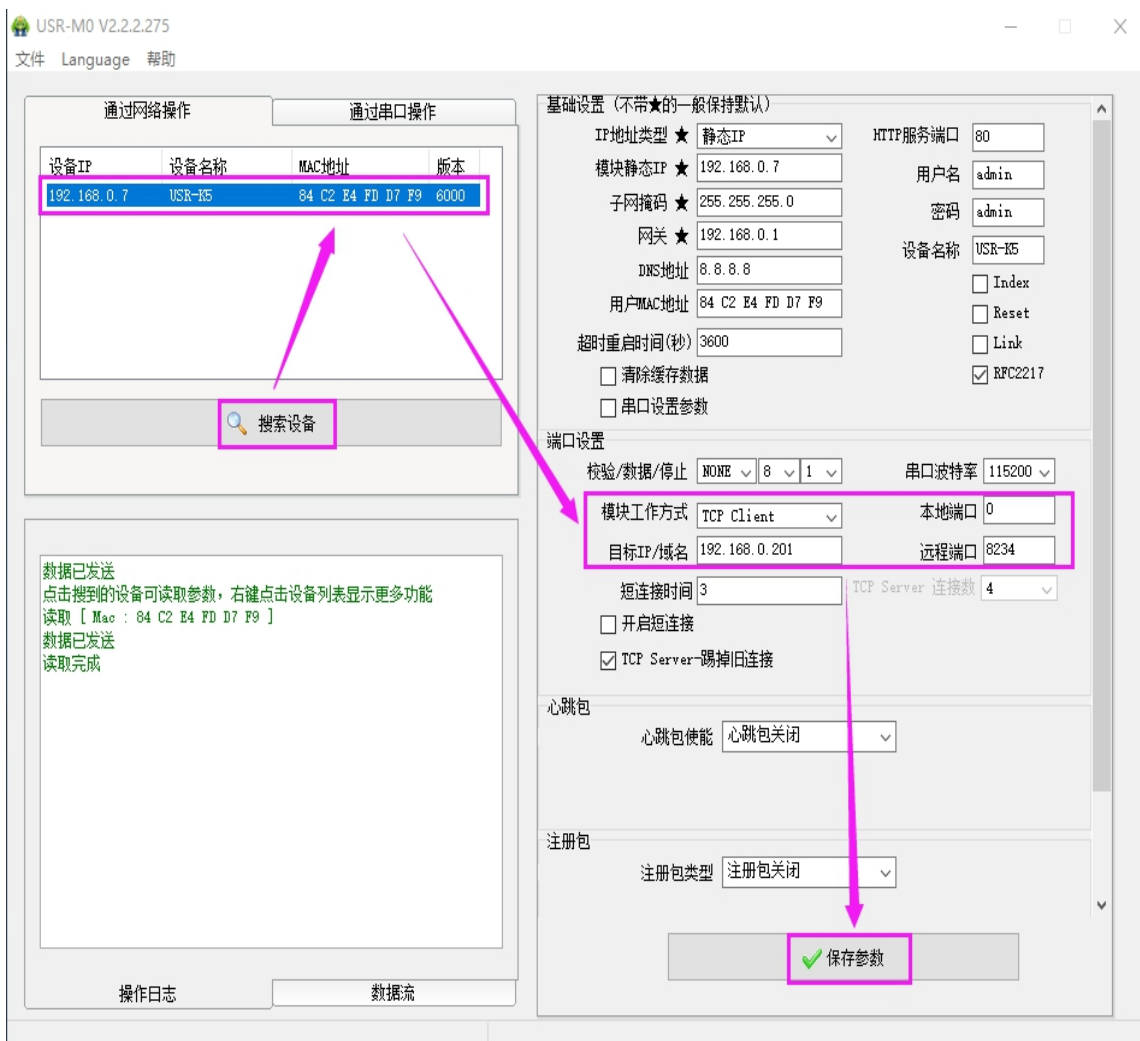 USR-M0 V2.2.2.275
文件 Language 帮助
通过网络操作 通过串口操作
设备IP 设备名称 MAC地址 版本
192.168.0.7 USR-K5 84 C2 E4 FD D7 F9 6000
搜索设备
数据已发送
点击搜到的设备可读取参数，右键点击设备列表显示更多功能
读取 [ Mac : 84 C2 E4 FD D7 F9 ]
数据已发送
读取完成
操作日志 数据流
基础设置（不带★的一般保持默认）
IP地址类型 ★ 静态IP HTTP服务端口 80
模块静态IP ★ 192.168.0.7 用户名 admin
子网掩码 ★ 255.255.255.0 密码 admin
网关 ★ 192.168.0.1 设备名称 USR-K5
DNS地址 8.8.8.8 Index
用户MAC地址 84 C2 E4 FD D7 F9 Reset
超时重启时间(秒) 3600 Link
清除缓存数据 RFC2217
串口设置参数
端口设置
校验/数据/停止 NONE 8 1 串口波特率 115200
模块工作方式 TCP Client 本地端口 0
目标IP/域名 192.168.0.201 远程端口 8234
短连接时间 3 TCP Server 连接数 4
开启短连接
TCP Server-踢掉旧连接
心跳包
心跳包使能 心跳包关闭
注册包
注册包类型 注册包关闭
保存参数